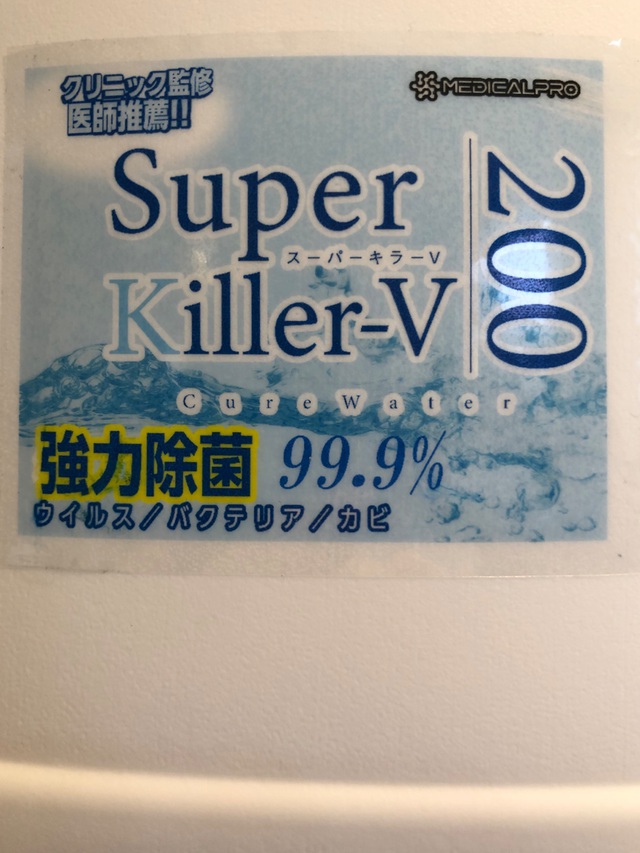 クリニック監修
医師推薦!!
MEDICALPRO
Super
スーパーキラーV
Killer-V
200
CureWater
強力除菌 99.9%
ウイルス/バクテリア/カビ